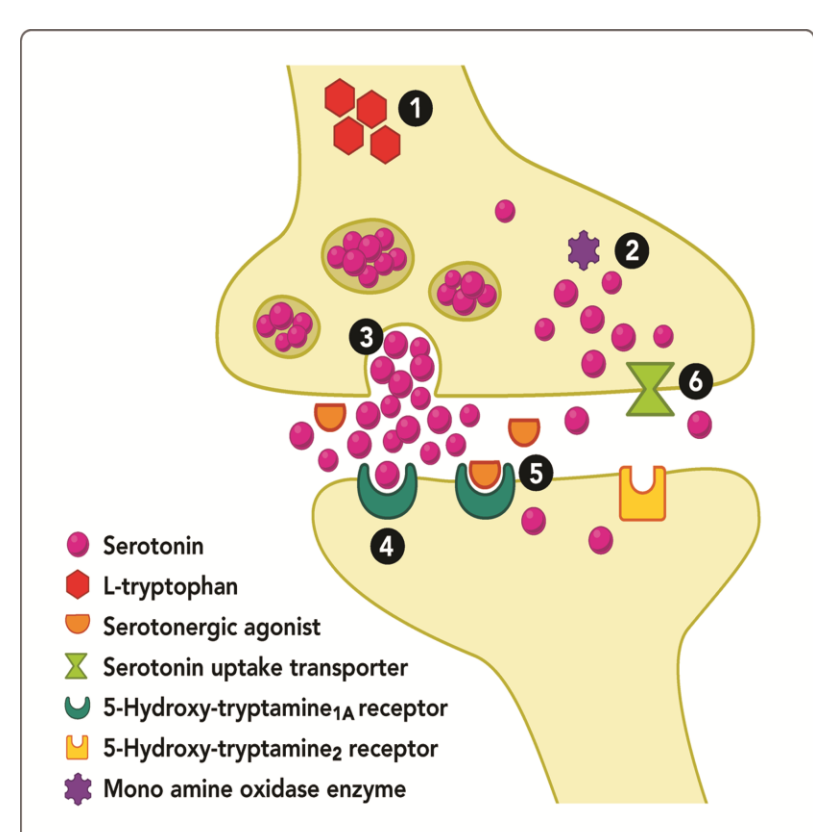 1
2
3
6
5
4
Serotonin
L-tryptophan
Serotonergic agonist
Serotonin uptake transporter
5-Hydroxy-tryptamine1A receptor
5-Hydroxy-tryptamine2 receptor
Mono amine oxidase enzyme